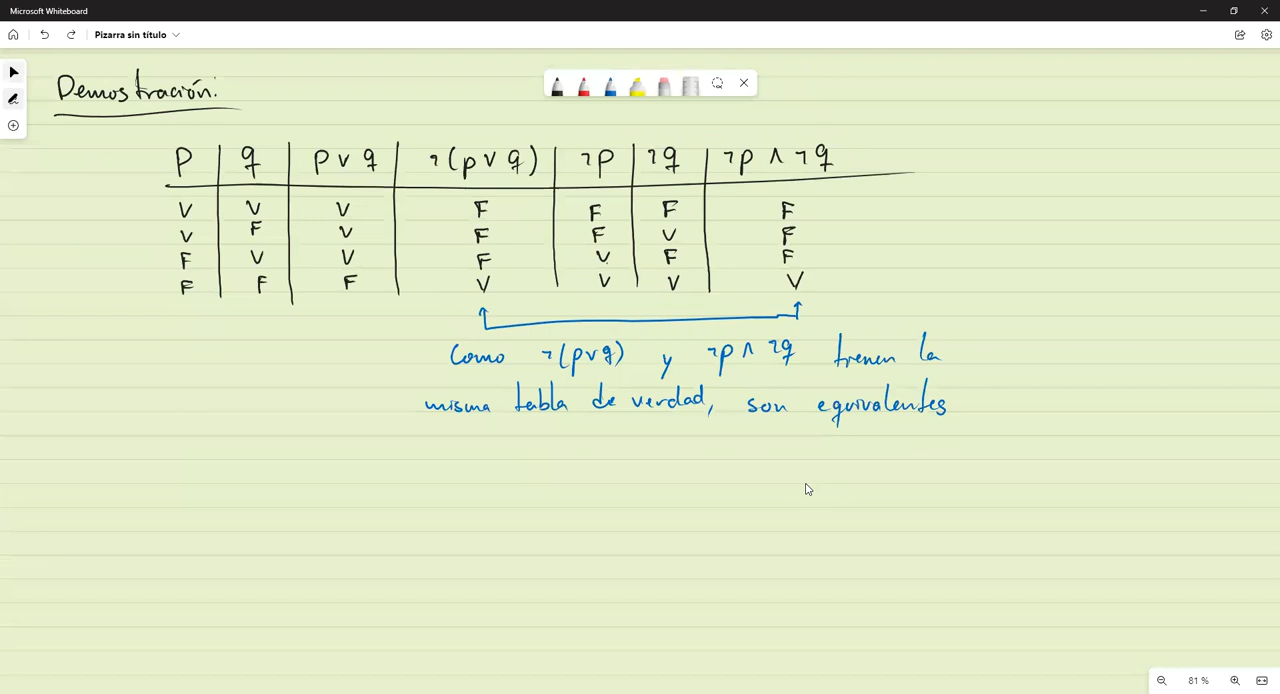 Microsoft Whiteboard
Pizarra sin título
Demostración:
p q p ∨ q ¬(p ∨ q) ¬p ¬q ¬p ∧ ¬q
V V V F F F F
V F V F F V F
F V V F V F F
F F F V V V V
Como ¬(p∨q) y ¬p ∧ ¬q tienen la
misma tabla de verdad, son equivalentes
81 %